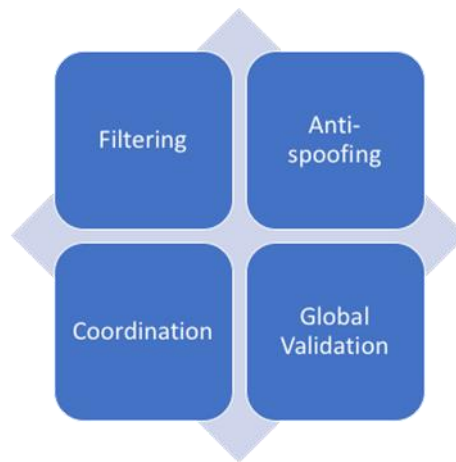 Filtering
Anti-
spoofing
Coordination
Global
Validation